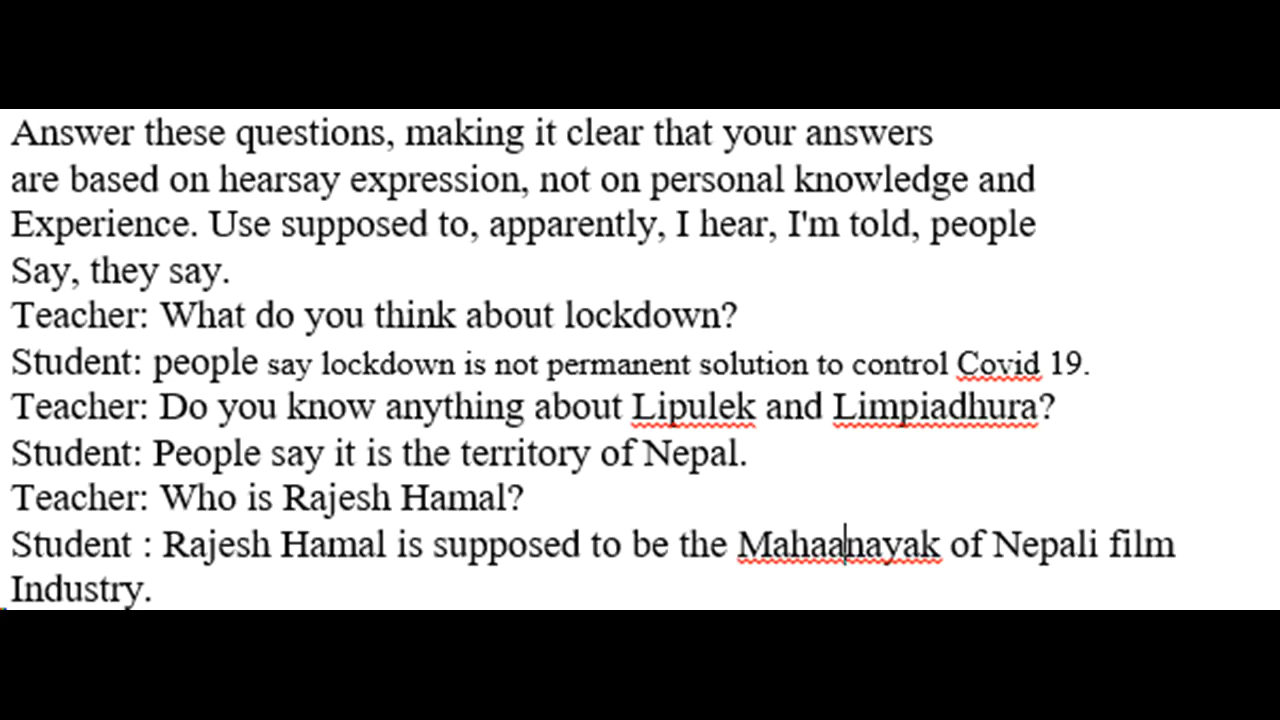 Answer these questions, making it clear that your answers
are based on hearsay expression, not on personal knowledge and
Experience. Use supposed to, apparently, I hear, I'm told, people
Say, they say.
Teacher: What do you think about lockdown?
Student: people say lockdown is not permanent solution to control Covid 19.
Teacher: Do you know anything about Lipulek and Limpiadhura?
Student: People say it is the territory of Nepal.
Teacher: Who is Rajesh Hamal?
Student : Rajesh Hamal is supposed to be the Mahaanayak of Nepali film
Industry.